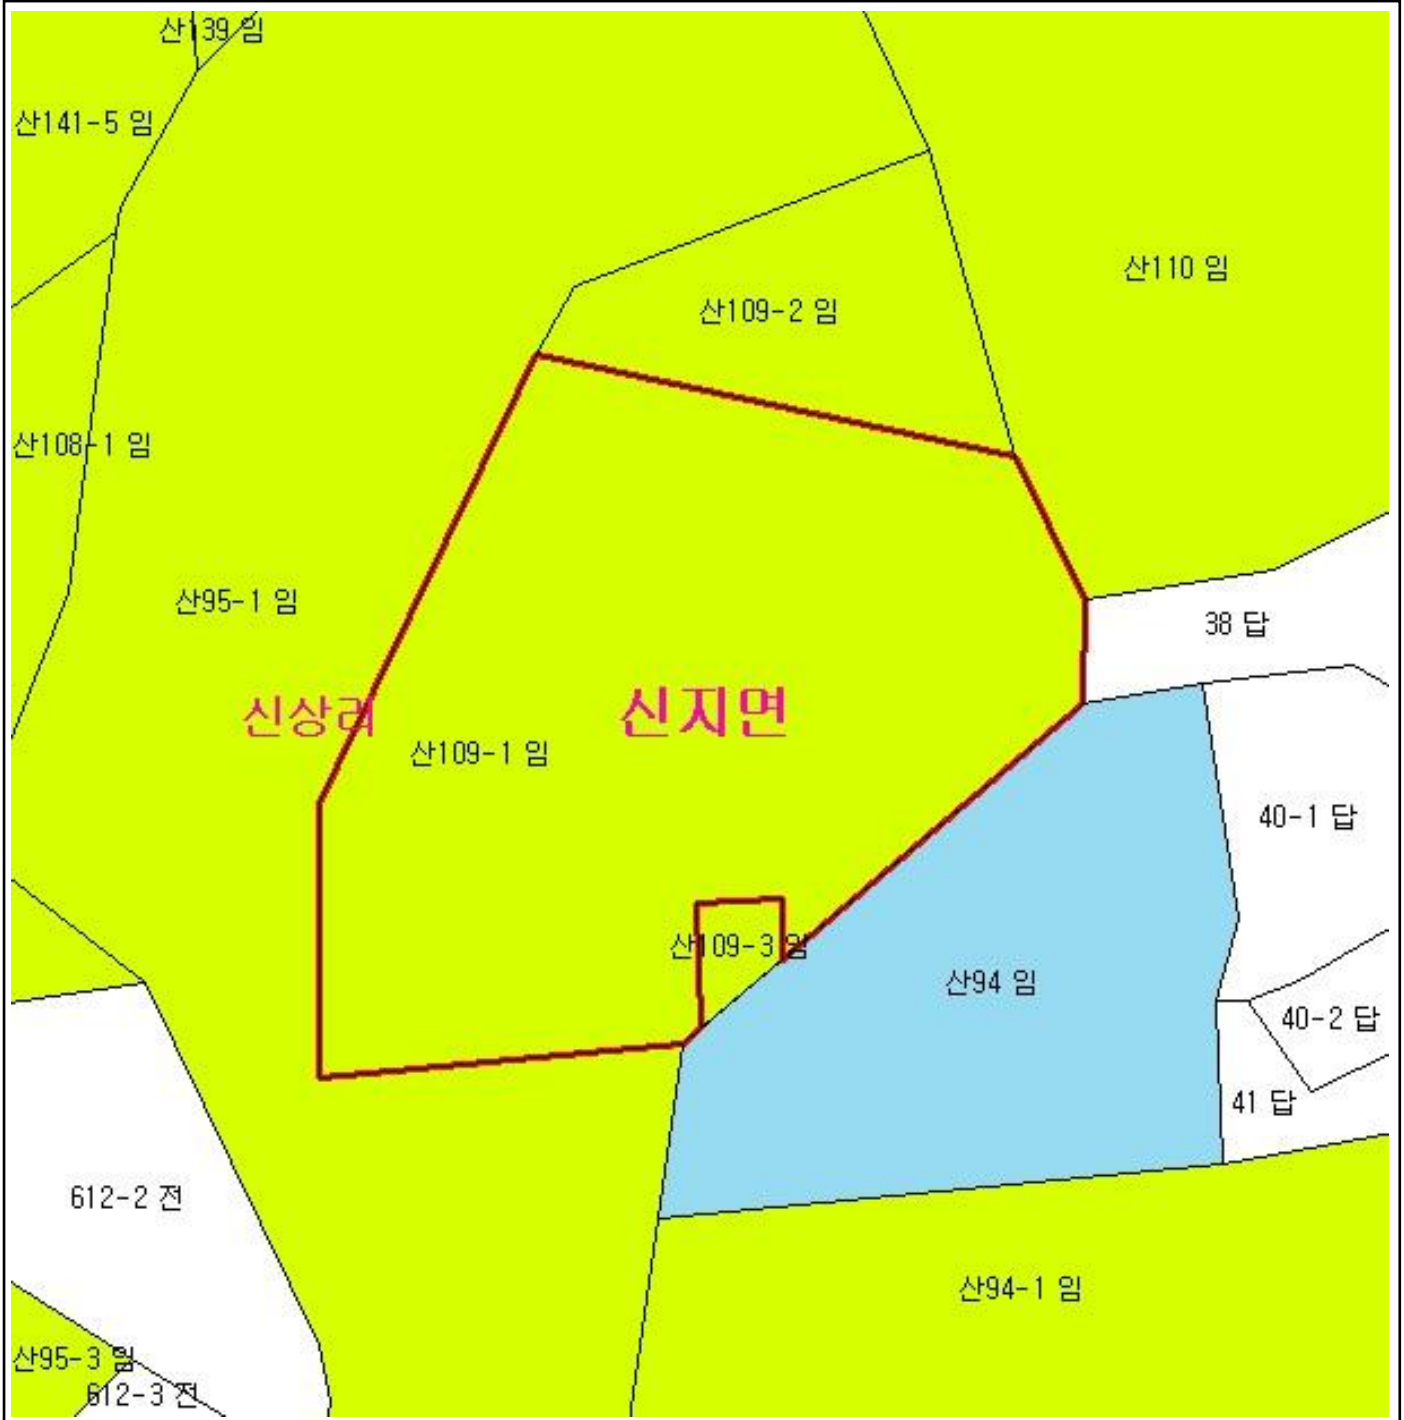 산139 임
산141-5 임
산110 임
산109-2 임
산108-1 임
산95-1 임
38 답
신상리
신지면
산109-1 임
40-1 답
산109-3 임
산94 임
40-2 답
41 답
612-2 전
산94-1 임
산95-3 임
612-3 전